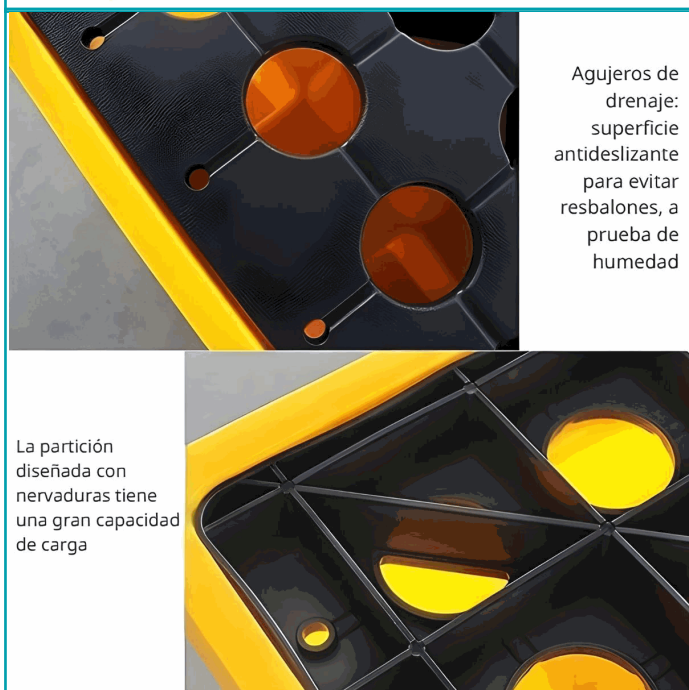 Agujeros de
drenaje:
superficie
antideslizante
para evitar
resbalones, a
prueba de
humedad
La partición
diseñada con
nervaduras tiene
una gran capacidad
de carga